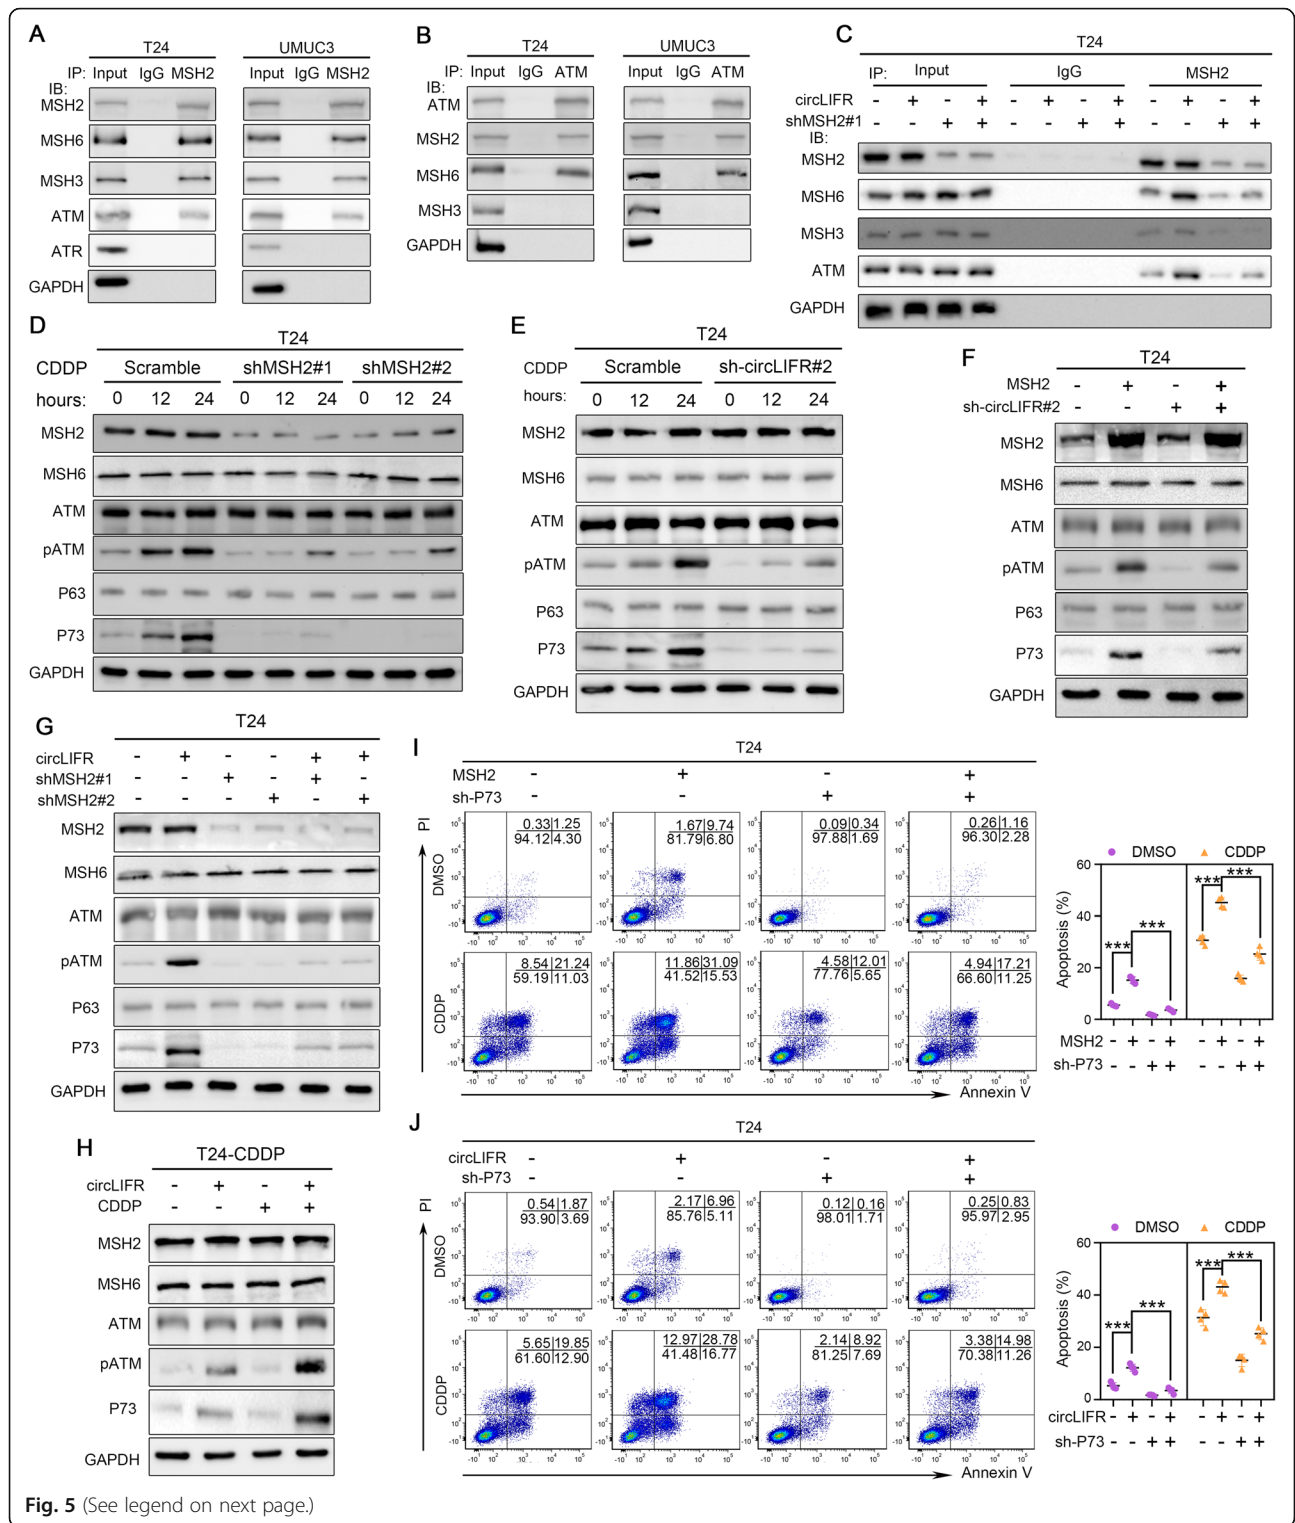 A
T24 UMUC3
IP: Input IgG MSH2 Input IgG MSH2
IB:
MSH2
MSH6
MSH3
ATM
ATR
GAPDH
B
T24 UMUC3
IP: Input IgG ATM Input IgG ATM
IB:
ATM
MSH2
MSH6
MSH3
GAPDH
C
T24
IP: Input IgG MSH2
circLIFR - + - + - + - + - + - +
shMSH2#1 - - + + - - + + - - + +
IB:
MSH2
MSH6
MSH3
ATM
GAPDH
D
T24
CDDP Scramble shMSH2#1 shMSH2#2
hours: 0 12 24 0 12 24 0 12 24
MSH2
MSH6
ATM
pATM
P63
P73
GAPDH
E
T24
CDDP Scramble sh-circLIFR#2
hours: 0 12 24 0 12 24
MSH2
MSH6
ATM
pATM
P63
P73
GAPDH
F
T24
MSH2 - + - +
sh-circLIFR#2 - - + +
MSH2
MSH6
ATM
pATM
P63
P73
GAPDH
G
T24
circLIFR - + - - + +
shMSH2#1 - - + - + -
shMSH2#2 - - - + - +
MSH2
MSH6
ATM
pATM
P63
P73
GAPDH
H
T24-CDDP
circLIFR - + - +
CDDP - - + +
MSH2
MSH6
ATM
pATM
P73
GAPDH
I
T24
MSH2 - + - +
sh-P73 - - + +
PI
DMSO
0.33|1.25 1.67|9.74 0.09|0.34 0.26|1.16
94.12|4.30 81.79|6.80 97.88|1.69 96.30|2.28
CDDP
8.54|21.24 11.86|31.09 4.58|12.01 4.94|17.21
59.19|11.03 41.52|15.53 77.76|5.65 66.60|11.25
Annexin V
DMSO CDDP
Apoptosis (%)
60
40
20
0
*** *** *** ***
MSH2 - + - + - + - +
sh-P73 - - + + - - + +
J
T24
circLIFR - + - +
sh-P73 - - + +
PI
DMSO
0.54|1.87 2.17|6.96 0.12|0.16 0.25|0.83
93.90|3.69 85.76|5.11 98.01|1.71 95.97|2.95
CDDP
5.65|19.85 12.97|28.78 2.14|8.92 3.38|14.98
61.60|12.90 41.48|16.77 81.25|7.69 70.38|11.26
Annexin V
DMSO CDDP
Apoptosis (%)
60
40
20
0
*** *** *** ***
circLIFR - + - + - + - +
sh-P73 - - + + - - + +
Fig. 5 (See legend on next page.)